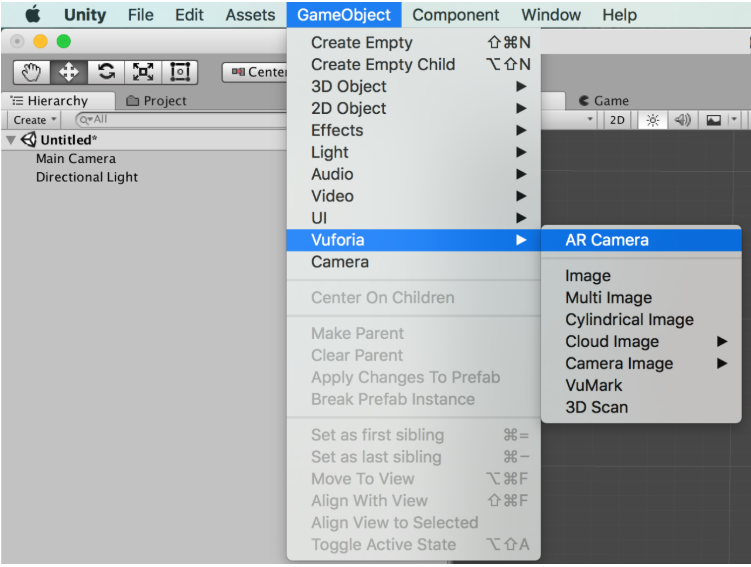 Unity File Edit Assets GameObject Component Window Help
Center
Hierarchy Project
Create All
Untitled*
Main Camera
Directional Light
Create Empty ⇧⌘N
Create Empty Child ⌥⇧N
3D Object
2D Object
Effects
Light
Audio
Video
UI
Vuforia
Camera
Center On Children
Make Parent
Clear Parent
Apply Changes To Prefab
Break Prefab Instance
Set as first sibling ⌘=
Set as last sibling ⌘−
Move To View ⌥⌘F
Align With View ⇧⌘F
Align View to Selected
Toggle Active State ⌥⇧A
AR Camera
Image
Multi Image
Cylindrical Image
Cloud Image
Camera Image
VuMark
3D Scan
Game
2D